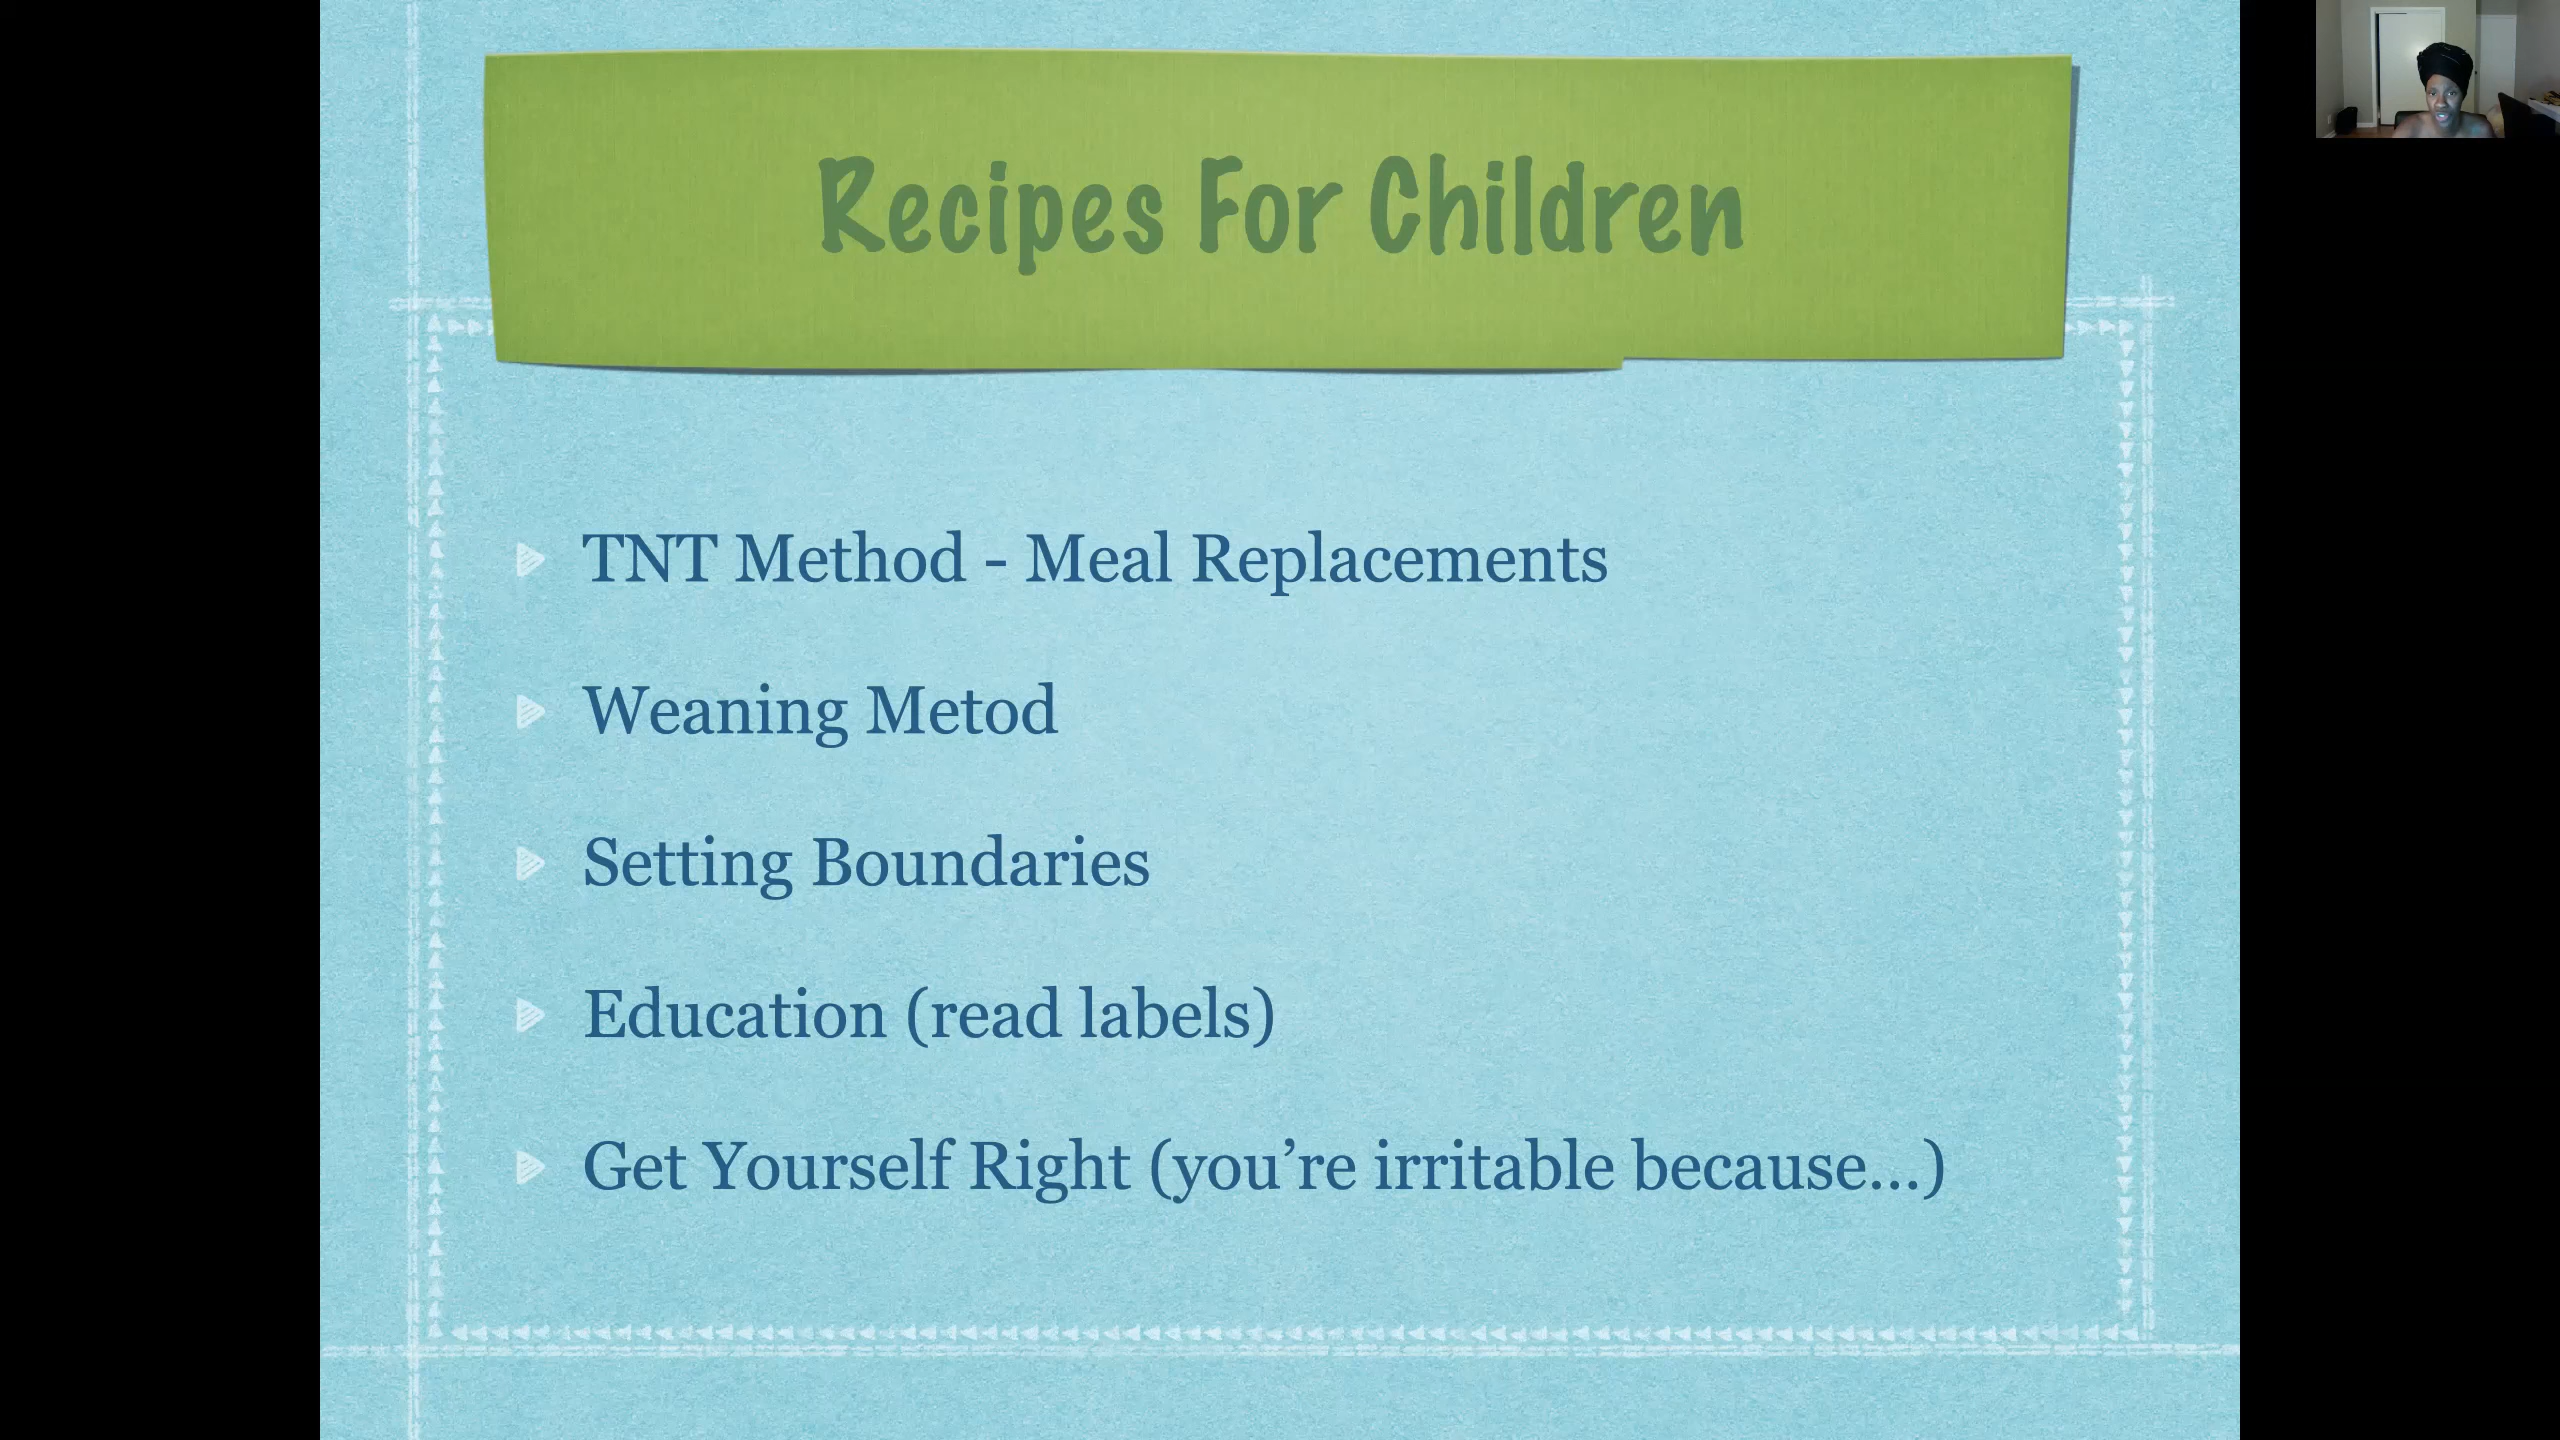 Recipes For Children
TNT Method - Meal Replacements
Weaning Metod
Setting Boundaries
Education (read labels)
Get Yourself Right (you’re irritable because...)